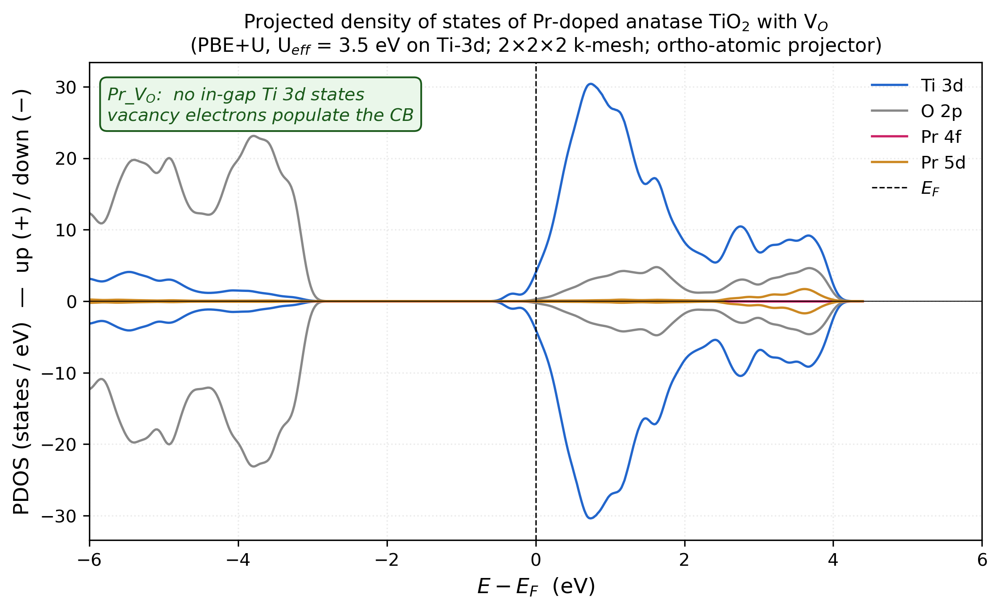 Projected density of states of Pr-doped anatase TiO₂ with V_O
(PBE+U, U_eff = 3.5 eV on Ti-3d; 2×2×2 k-mesh; ortho-atomic projector)
Pr_V_O: no in-gap Ti 3d states
vacancy electrons populate the CB
Ti 3d
O 2p
Pr 4f
Pr 5d
E_F
PDOS (states / eV) — up (+) / down (−)
30
20
10
0
−10
−20
−30
−6
−4
−2
0
2
4
6
E − E_F (eV)